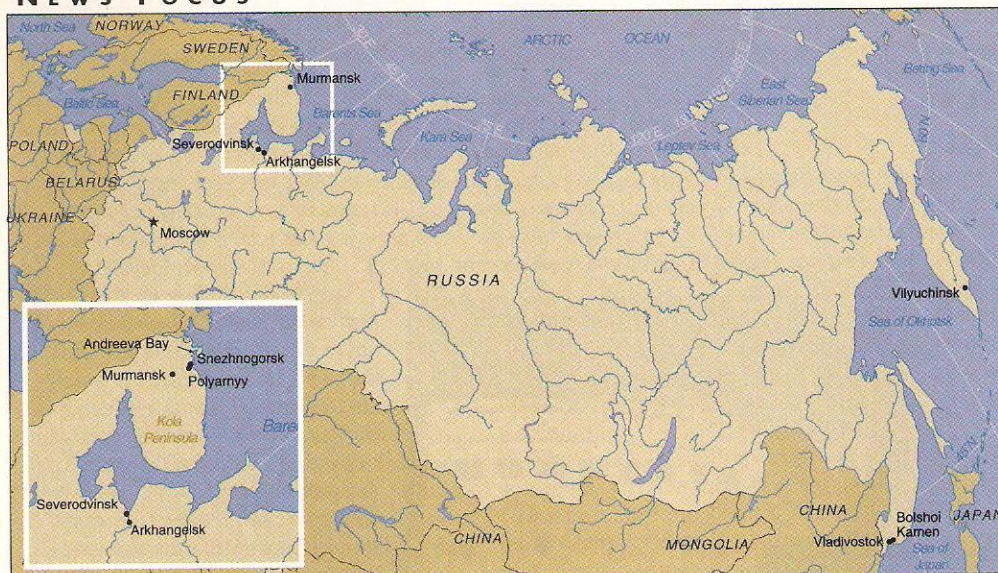 NEWS FOCUS
North Sea
NORWAY
SWEDEN
FINLAND
Baltic Sea
POLAND
BELARUS
UKRAINE
Murmansk
Barents Sea
Severodvinsk
Arkhangelsk
Moscow
ARCTIC OCEAN
Kara Sea
East
Siberian Sea
Laptev Sea
Bering Sea
RUSSIA
Vilyuchinsk
Sea of Okhotsk
Andreeva Bay
Snezhnogorsk
Murmansk
Polyarnyy
Kola
Peninsula
Bare
Severodvinsk
Arkhangelsk
CHINA
MONGOLIA
CHINA
Vladivostok
Bolshoi
Kamen
JAPAN
Sea of
Japan